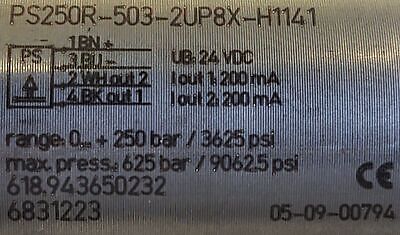 PS250R-503-2UP8X-H1141
1 BN + 
3 BU - UB: 24 VDC
PS 2 WH out 2 I out 1: 200 mA
4 BK out 1 I out 2: 200 mA
range: 0... + 250 bar / 3625 psi
max. press.: 625 bar / 9062.5 psi
618.943650232 CE
6831223 05-09-00794